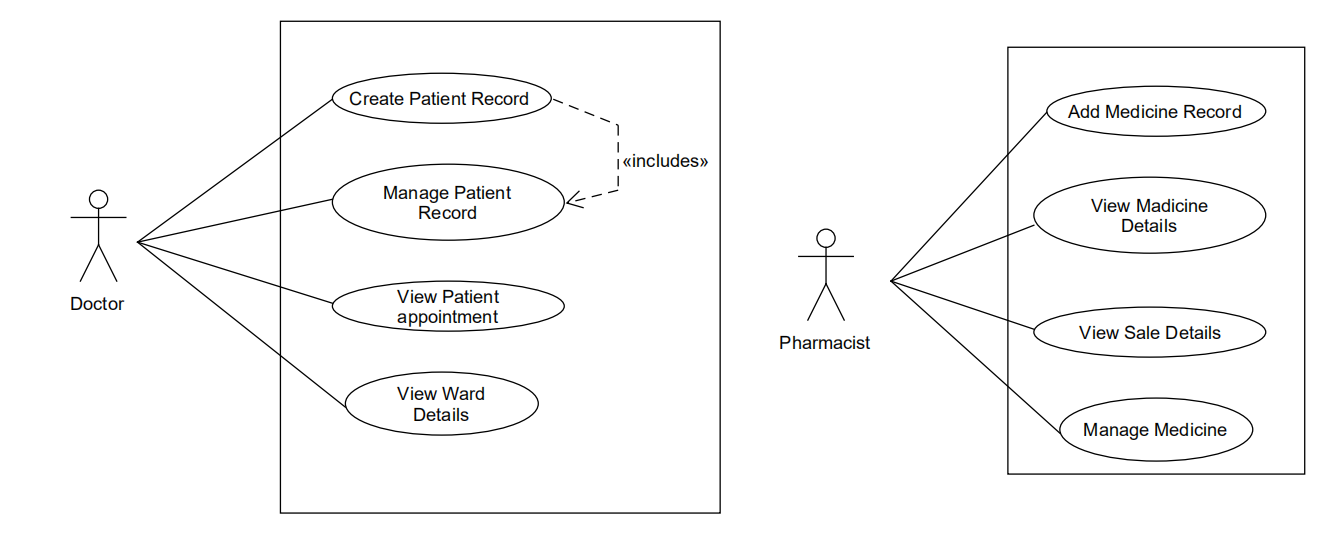 Create Patient Record
«includes»
Manage Patient
Record
View Patient
appointment
View Ward
Details
Doctor
Add Medicine Record
View Madicine
Details
View Sale Details
Manage Medicine
Pharmacist